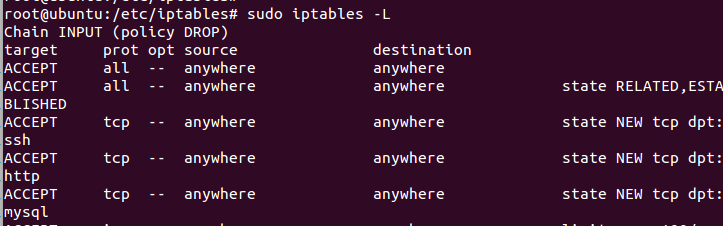 root@ubuntu:/etc/iptables# sudo iptables -L
Chain INPUT (policy DROP)
target     prot opt source               destination
ACCEPT     all  --  anywhere             anywhere
ACCEPT     all  --  anywhere             anywhere             state RELATED,ESTA
BLISHED
ACCEPT     tcp  --  anywhere             anywhere             state NEW tcp dpt:
ssh
ACCEPT     tcp  --  anywhere             anywhere             state NEW tcp dpt:
http
ACCEPT     tcp  --  anywhere             anywhere             state NEW tcp dpt:
mysql